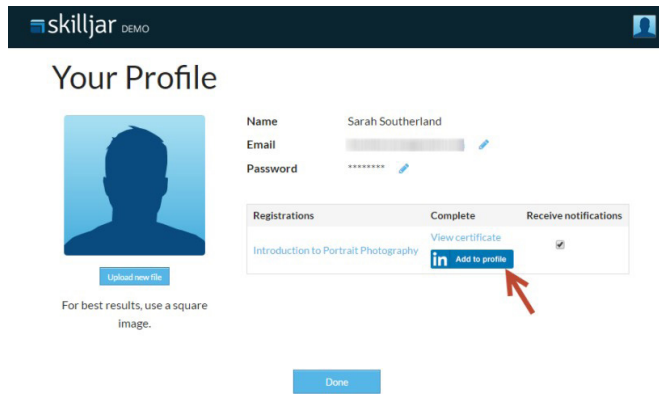 skilljar DEMO
Your Profile
Name Sarah Southerland
Email
Password ********
Registrations Complete Receive notifications
Introduction to Portrait Photography View certificate
in Add to profile
Upload new file
For best results, use a square
image.
Done